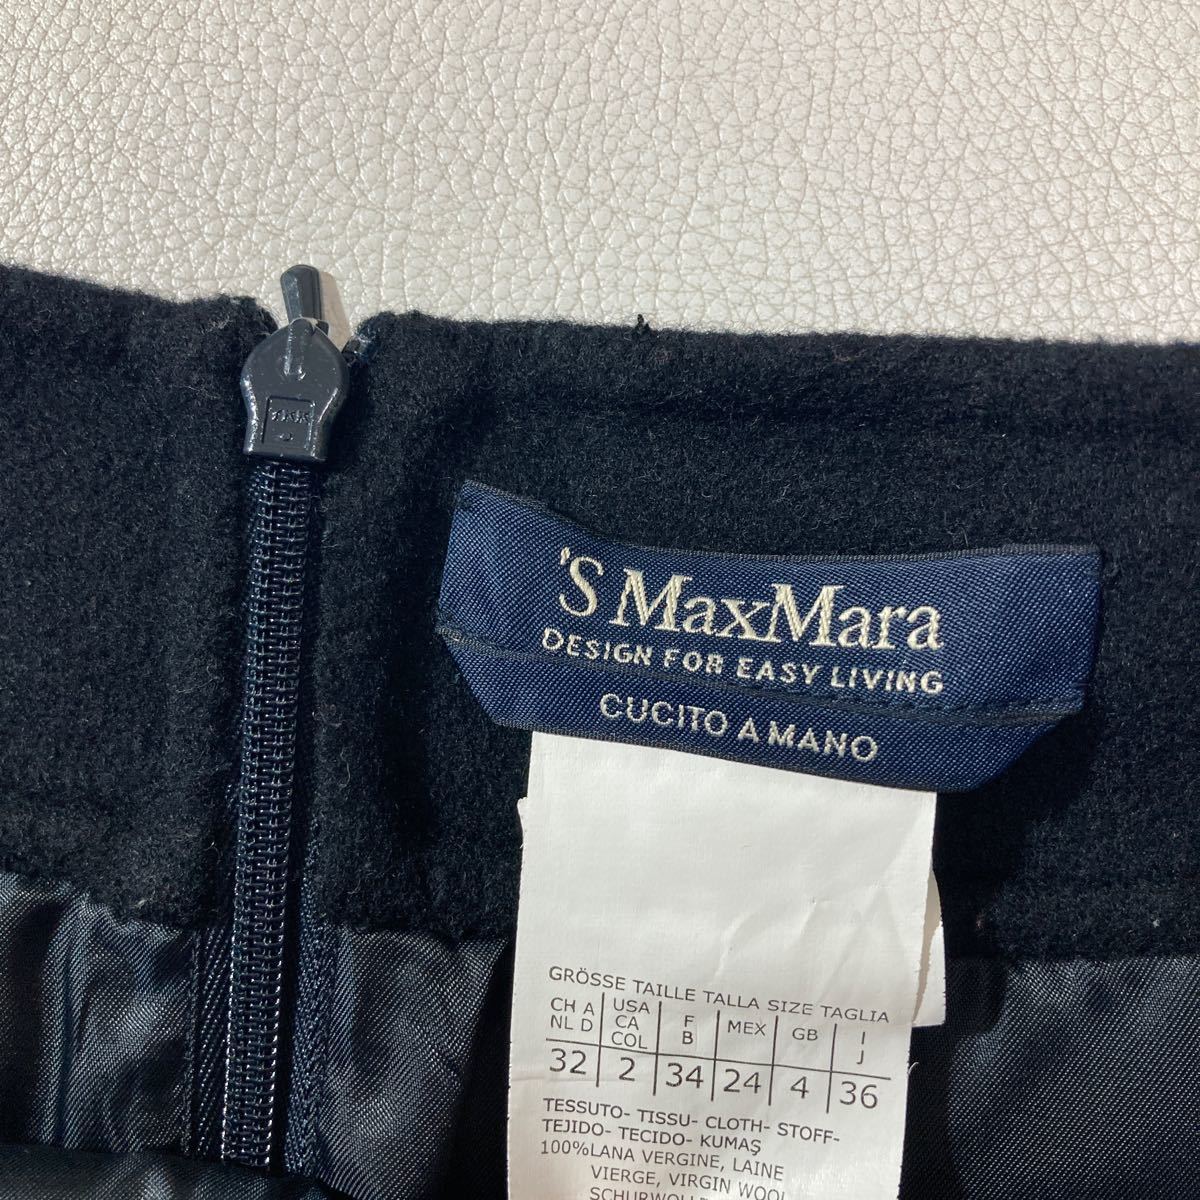 YKK
'S MaxMara
DESIGN FOR EASY LIVING
CUCITO A MANO
GRÖSSE TAILLE TALLA SIZE TAGLIA
CH A NL D | USA CA COL | F B | MEX | GB | I J
32 | 2 | 34 | 24 | 4 | 36
TESSUTO- TISSU- CLOTH- STOFF-
TEJIDO- TECIDO- KUMAŞ
100%LANA VERGINE, LAINE
VIERGE, VIRGIN WOOL